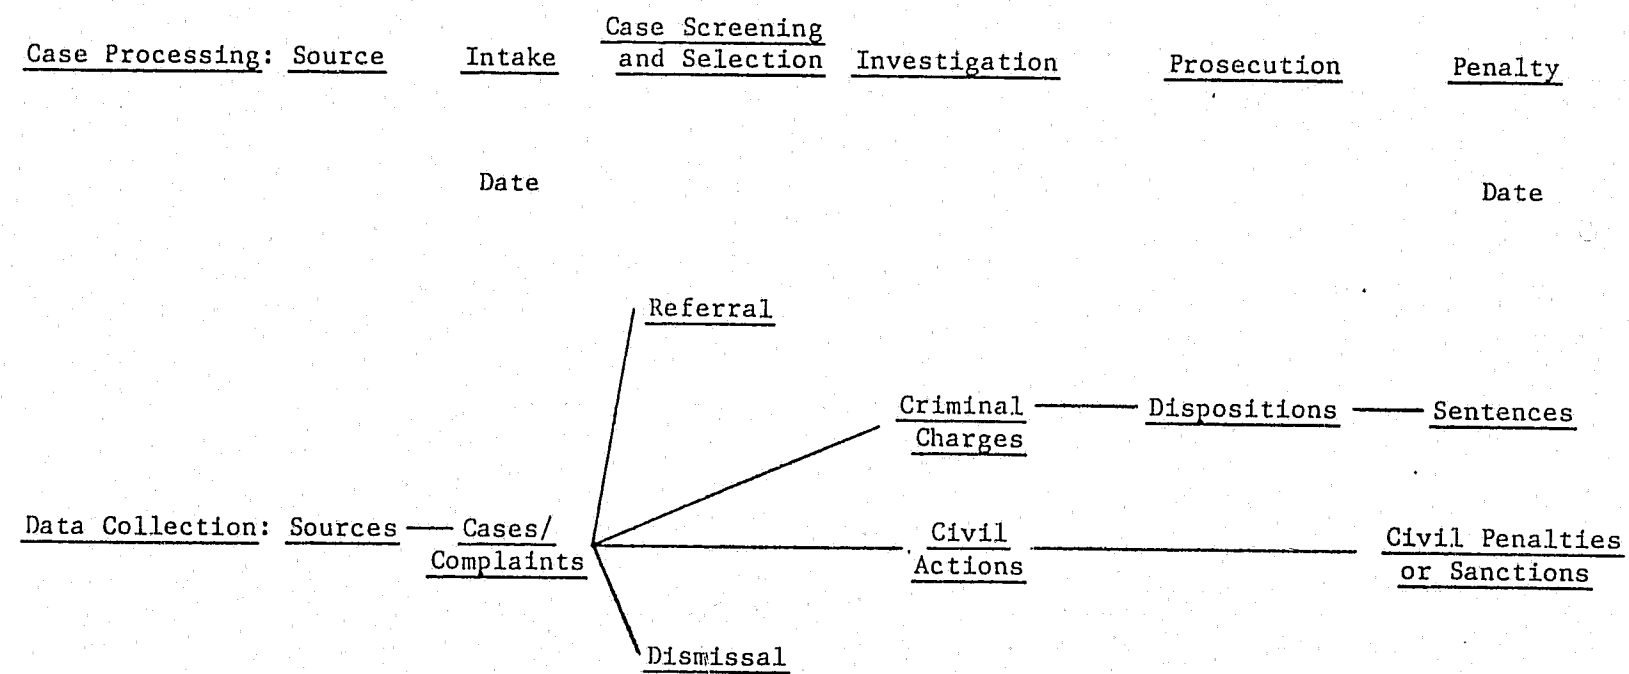 Case Processing: Source Intake Case Screening and Selection Investigation Prosecution Penalty
Date Date
Referral
Criminal Charges Dispositions Sentences
Data Collection: Sources Cases/ Complaints Civil Actions Civil Penalties or Sanctions
Dismissal